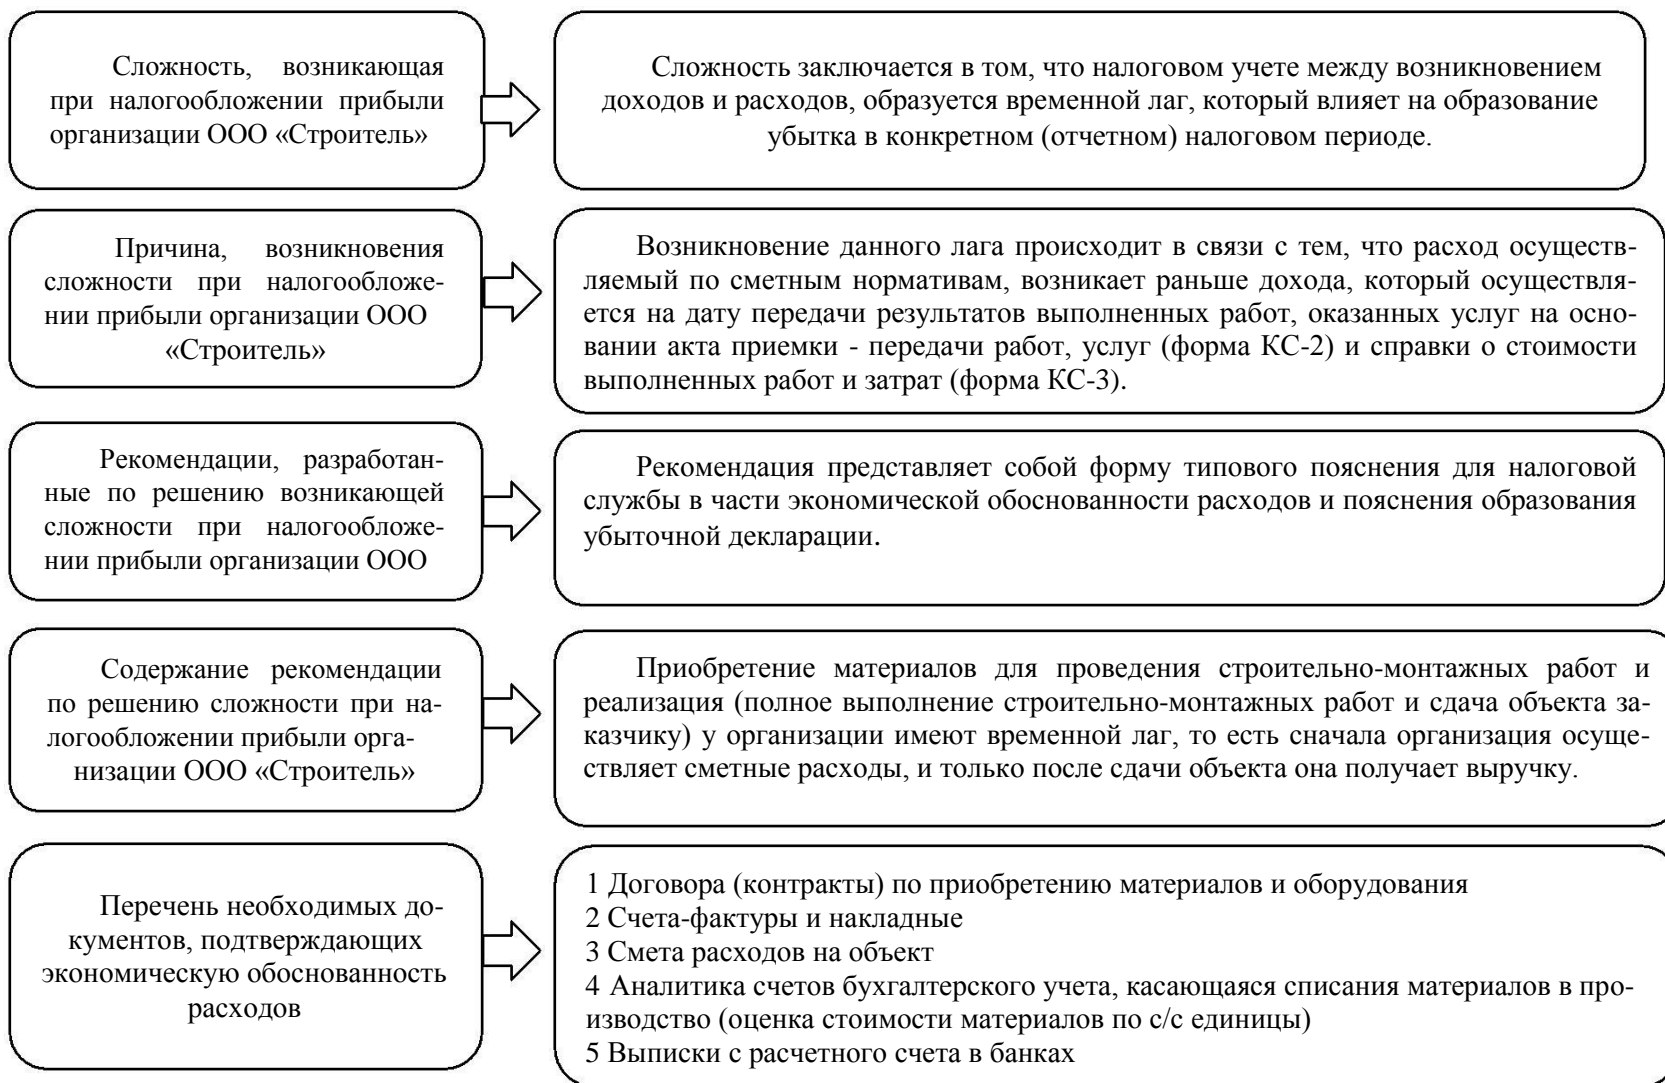 Сложность, возникающая
при налогообложении прибыли
организации ООО «Строитель»
Сложность заключается в том, что налоговом учете между возникновением
доходов и расходов, образуется временной лаг, который влияет на образование
убытка в конкретном (отчетном) налоговом периоде.
Причина, возникновения
сложности при налогообложе-
нии прибыли организации ООО
«Строитель»
Возникновение данного лага происходит в связи с тем, что расход осуществ-
ляемый по сметным нормативам, возникает раньше дохода, который осуществля-
ется на дату передачи результатов выполненных работ, оказанных услуг на осно-
вании акта приемки - передачи работ, услуг (форма КС-2) и справки о стоимости
выполненных работ и затрат (форма КС-3).
Рекомендации, разработан-
ные по решению возникающей
сложности при налогообложе-
нии прибыли организации ООО
Рекомендация представляет собой форму типового пояснения для налоговой
службы в части экономической обоснованности расходов и пояснения образования
убыточной декларации.
Содержание рекомендации
по решению сложности при на-
логообложении прибыли орга-
низации ООО «Строитель»
Приобретение материалов для проведения строительно-монтажных работ и
реализация (полное выполнение строительно-монтажных работ и сдача объекта за-
казчику) у организации имеют временной лаг, то есть сначала организация осуще-
ствляет сметные расходы, и только после сдачи объекта она получает выручку.
Перечень необходимых до-
кументов, подтверждающих
экономическую обоснованность
расходов
1 Договора (контракты) по приобретению материалов и оборудования
2 Счета-фактуры и накладные
3 Смета расходов на объект
4 Аналитика счетов бухгалтерского учета, касающаяся списания материалов в про-
изводство (оценка стоимости материалов по с/с единицы)
5 Выписки с расчетного счета в банках